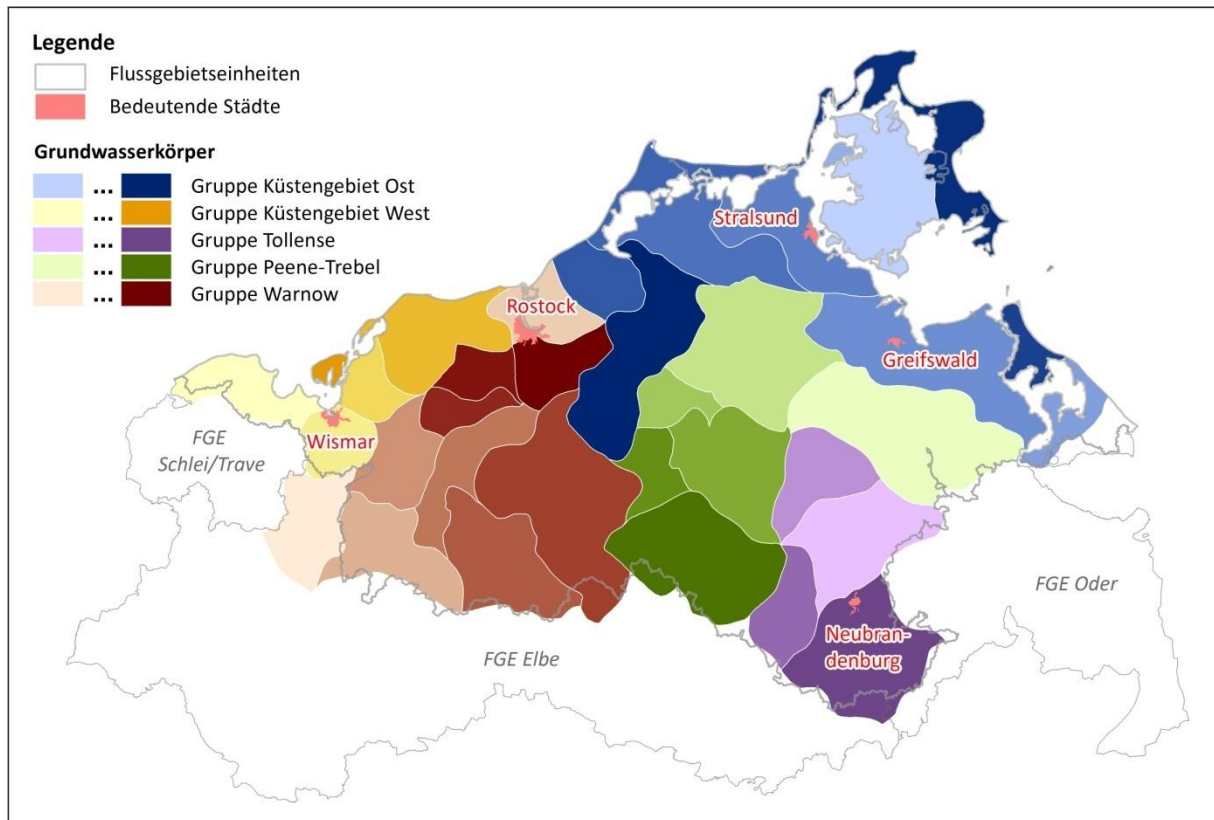 Legende
Flussgebietseinheiten
Bedeutende Städte
Grundwasserkörper
... Gruppe Küstengebiet Ost
... Gruppe Küstengebiet West
... Gruppe Tollense
... Gruppe Peene-Trebel
... Gruppe Warnow
Stralsund
Rostock
Greifswald
Wismar
FGE
Schlei/Trave
FGE Oder
Neubran-
denburg
FGE Elbe